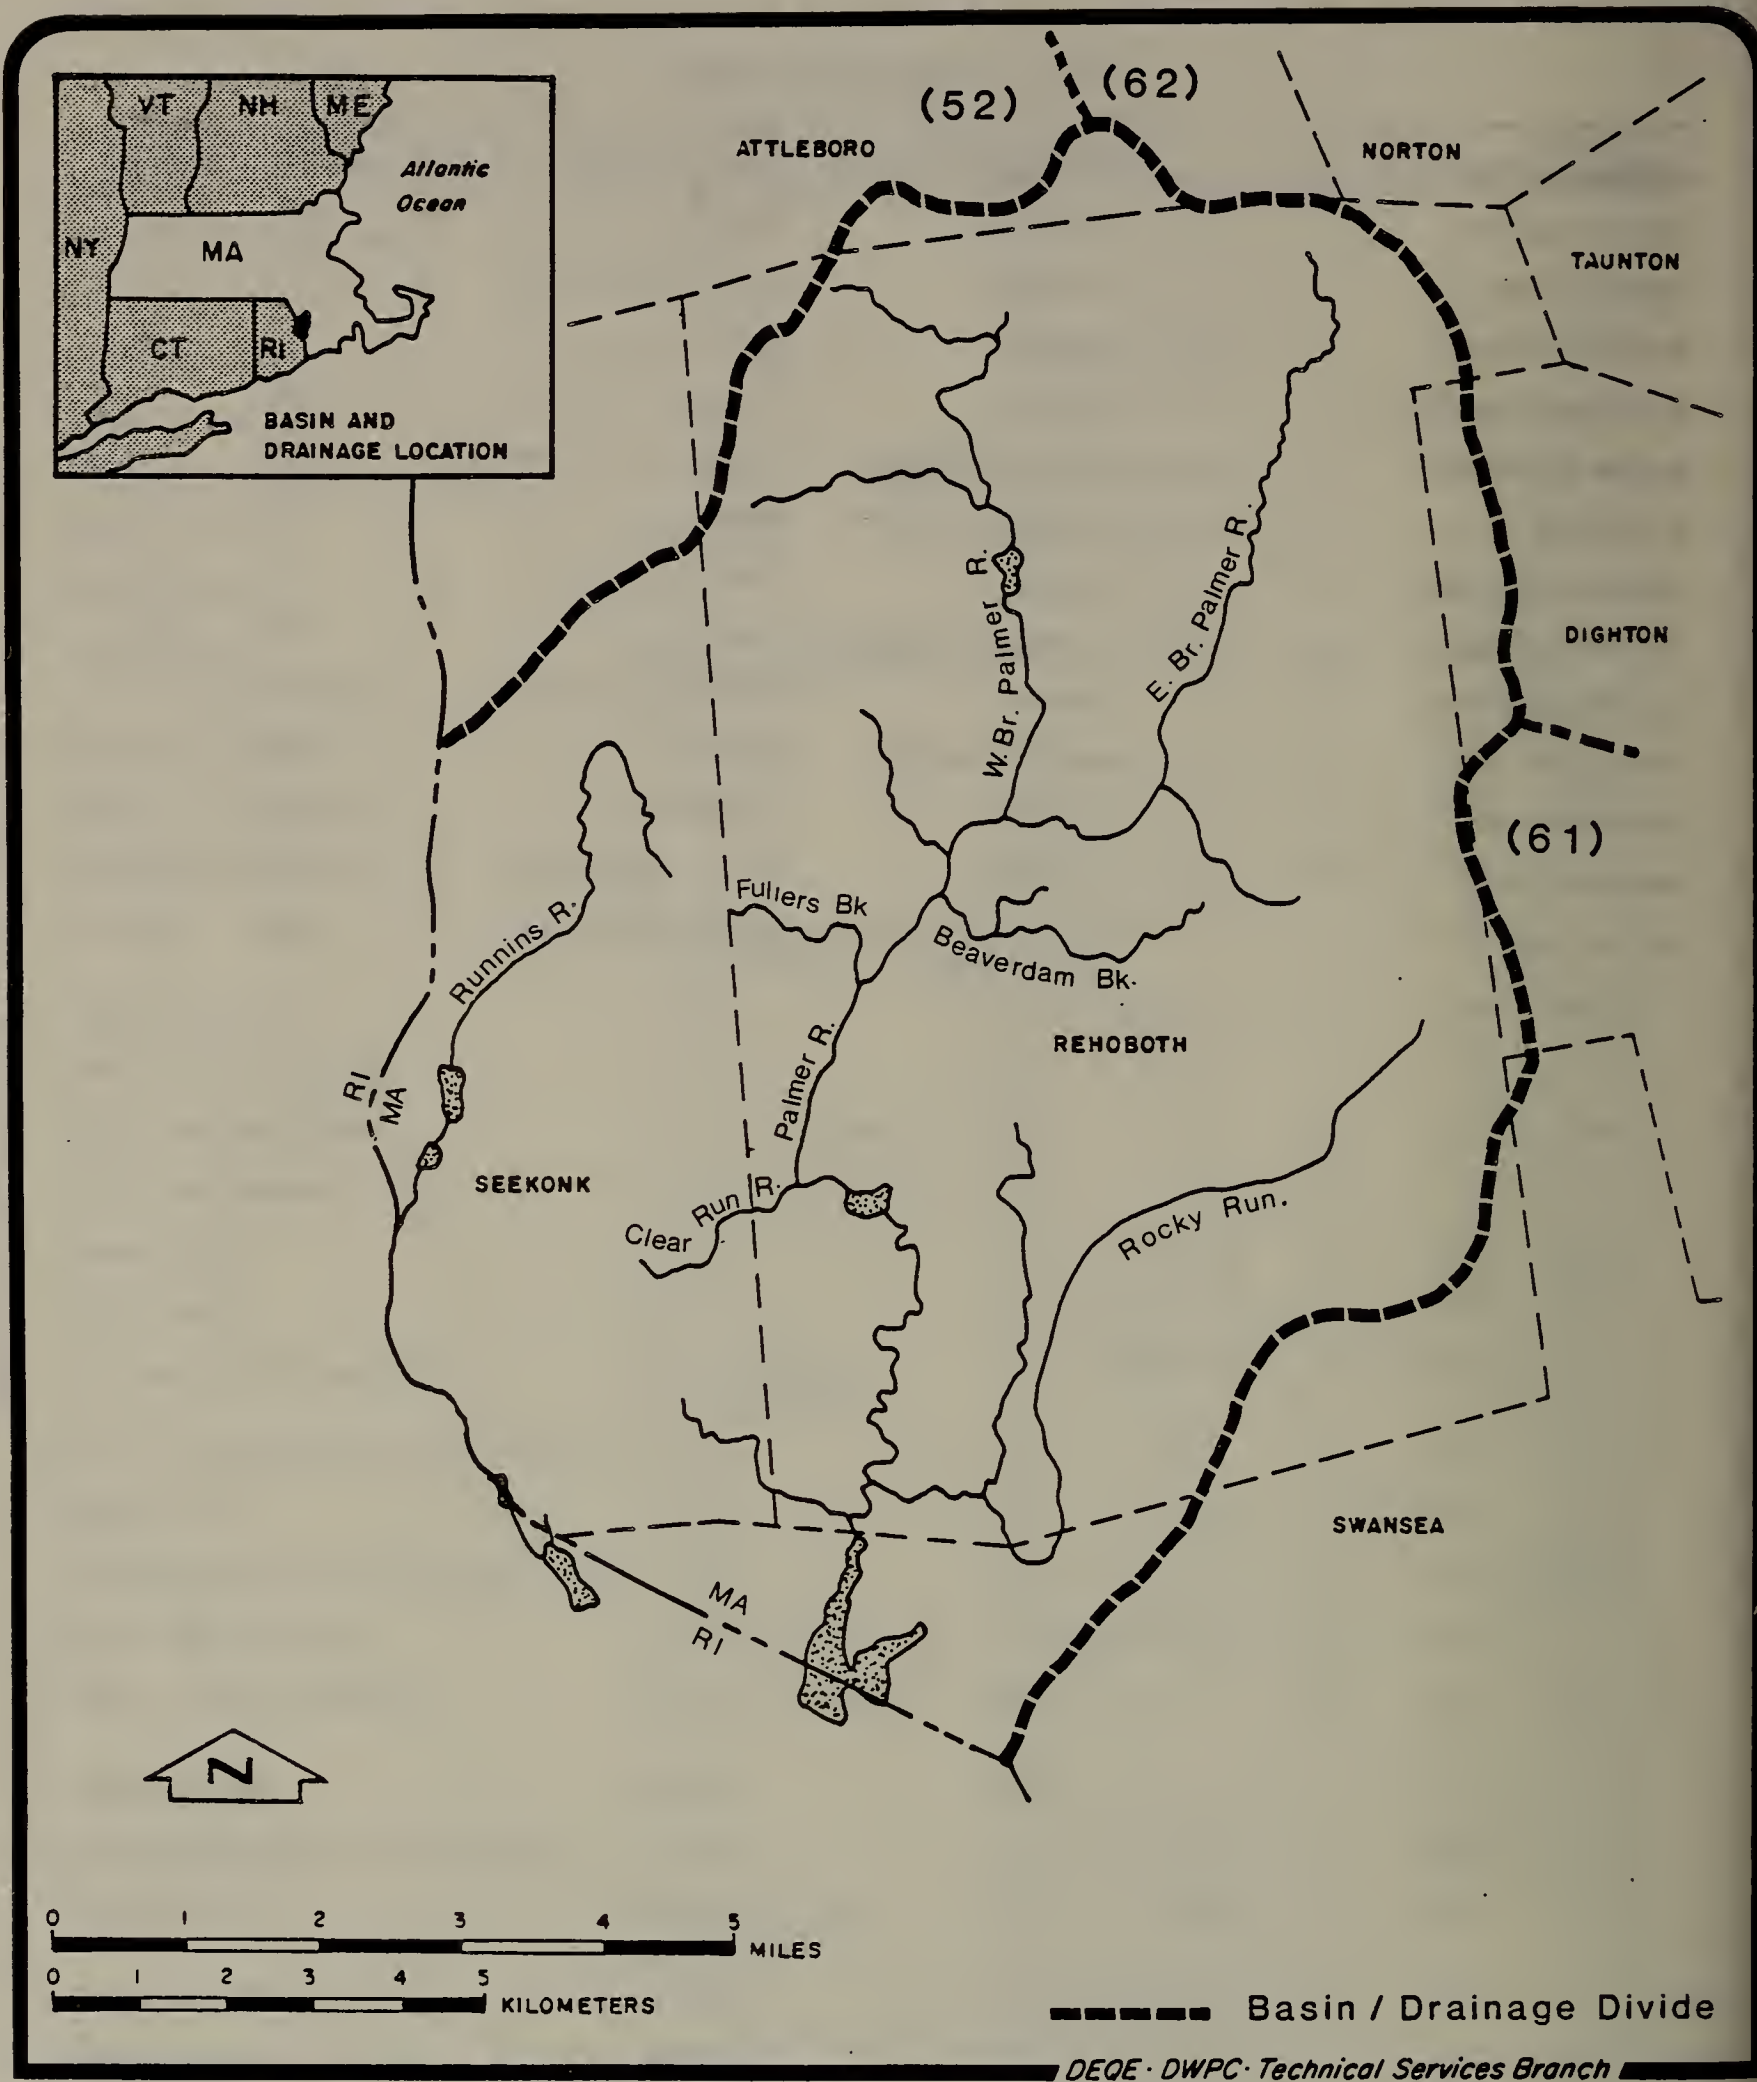 VT
NH
ME
Atlantic
Ocean
NY
MA
CT
RI
BASIN AND
DRAINAGE LOCATION
(52)
(62)
ATTLEBORO
NORTON
TAUNTON
W. Br. Palmer R.
E. Br. Palmer R.
DIGHTON
(61)
Fullers Bk
Runnins R.
Beaverdam Bk.
REHOBOTH
Palmer R.
RI
MA
SEEKONK
Clear Run R.
Rocky Run.
SWANSEA
MA
RI
N
0 1 2 3 4 5
MILES
0 1 2 3 4 5
KILOMETERS
Basin / Drainage Divide
DEQE · DWPC · Technical Services Branch